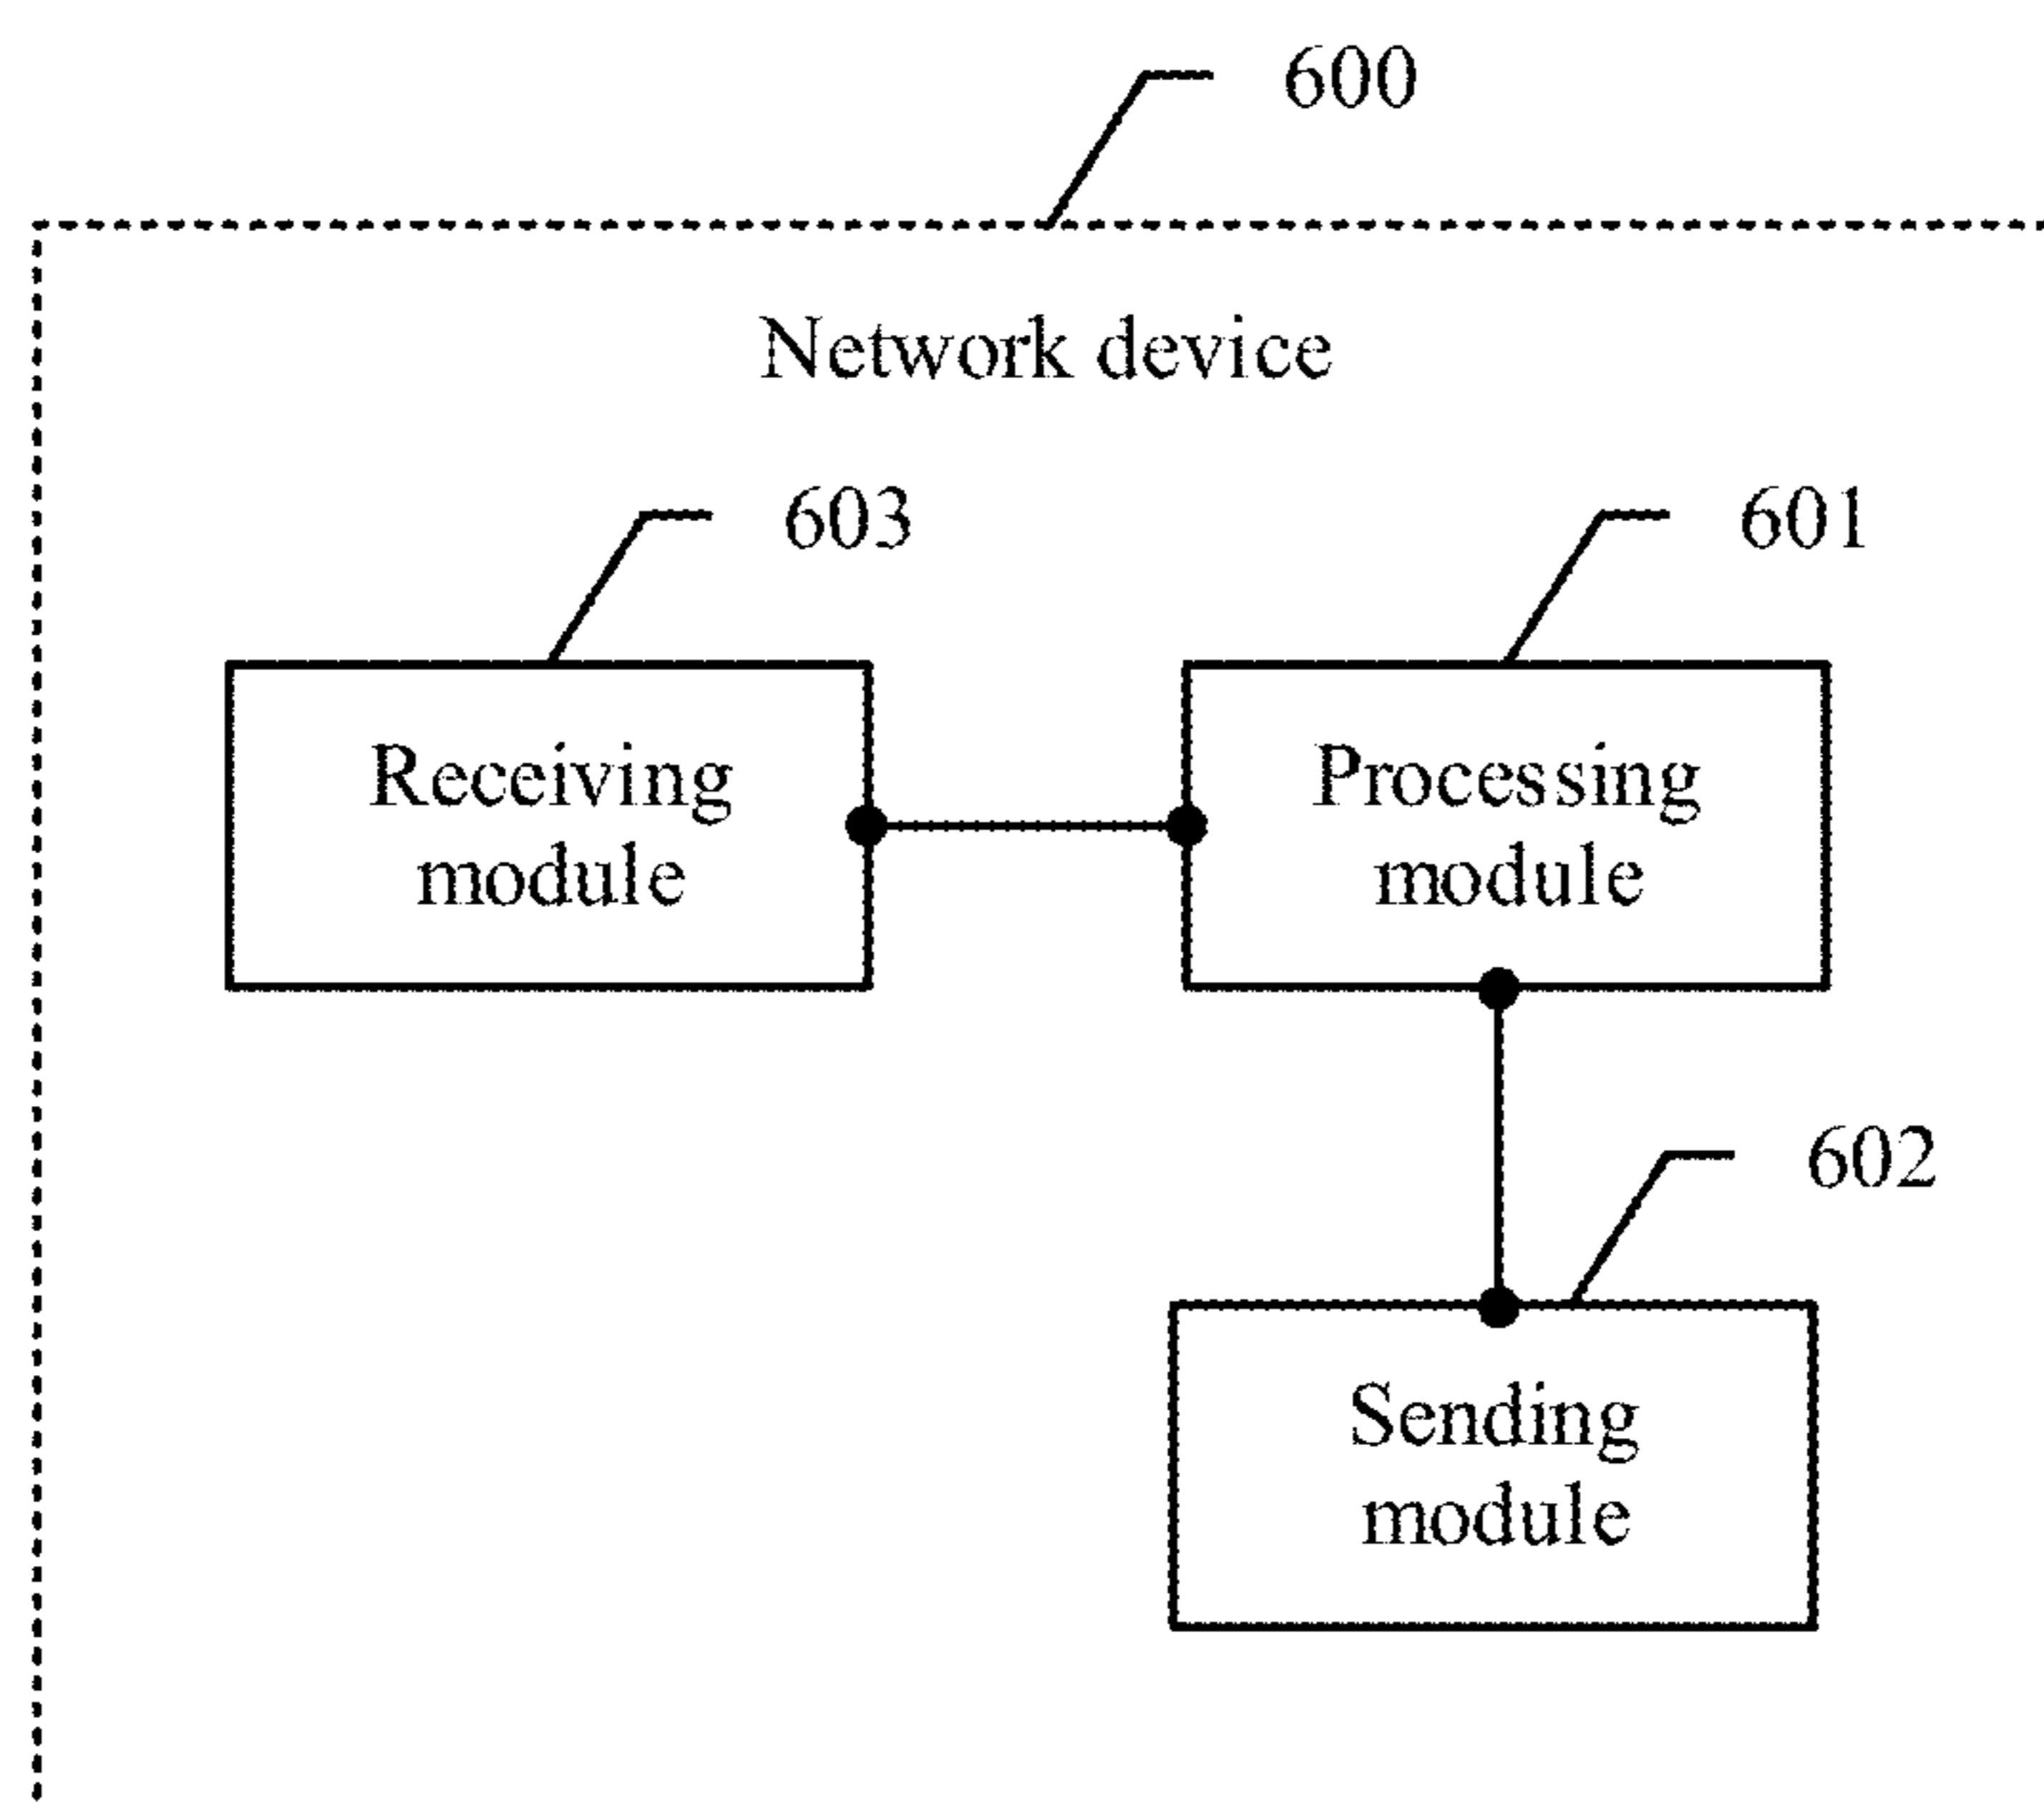 600
Network device
603
601
Receiving
module
Processing
module
602
Sending
module